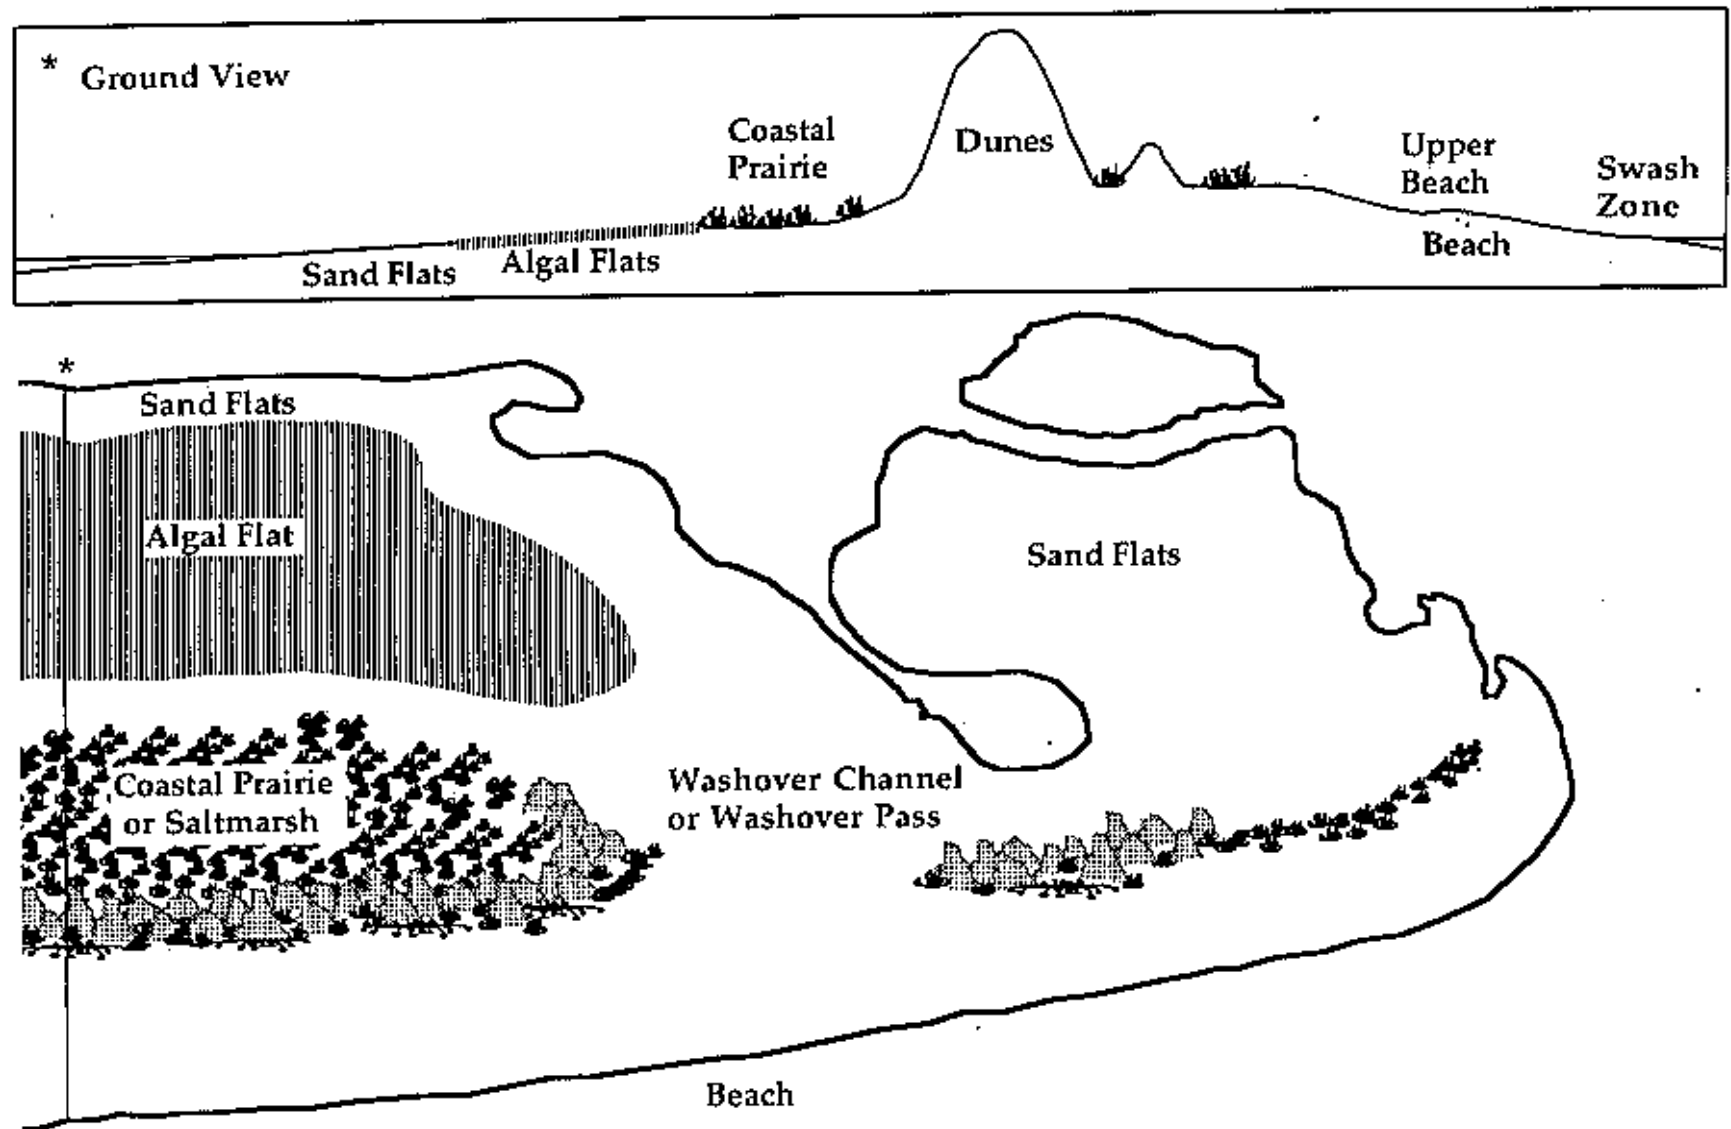 * Ground View
Coastal
Prairie
Dunes
Upper
Beach
Swash
Zone
Beach
Sand Flats
Algal Flats
*
Sand Flats
Algal Flat
Sand Flats
Coastal Prairie
or Saltmarsh
Washover Channel
or Washover Pass
Beach